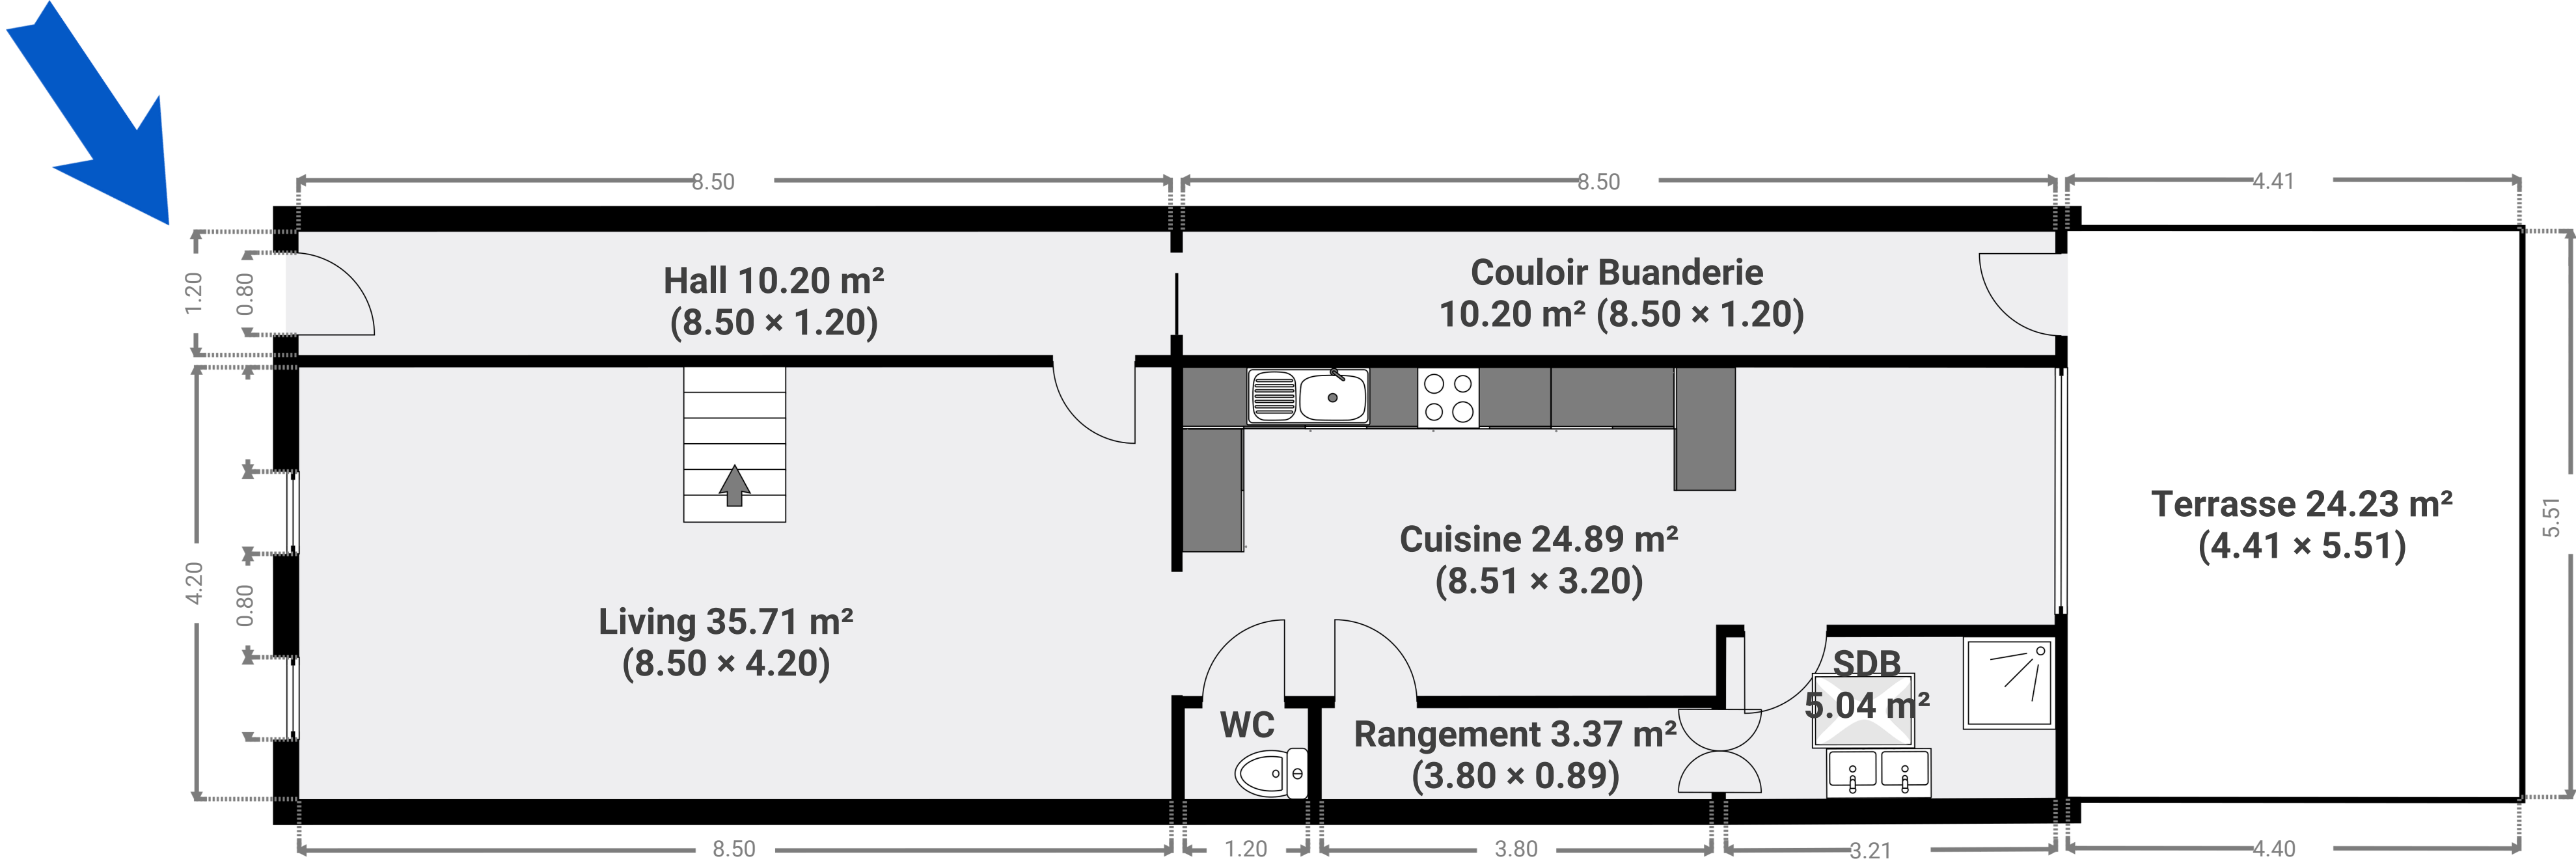 8.50
8.50
4.41
1.20
0.80
Hall 10.20 m²
(8.50 × 1.20)
Couloir Buanderie
10.20 m² (8.50 × 1.20)
4.20
0.80
Living 35.71 m²
(8.50 × 4.20)
Cuisine 24.89 m²
(8.51 × 3.20)
Terrasse 24.23 m²
(4.41 × 5.51)
5.51
WC
Rangement 3.37 m²
(3.80 × 0.89)
SDB
5.04 m²
8.50
1.20
3.80
3.21
4.40